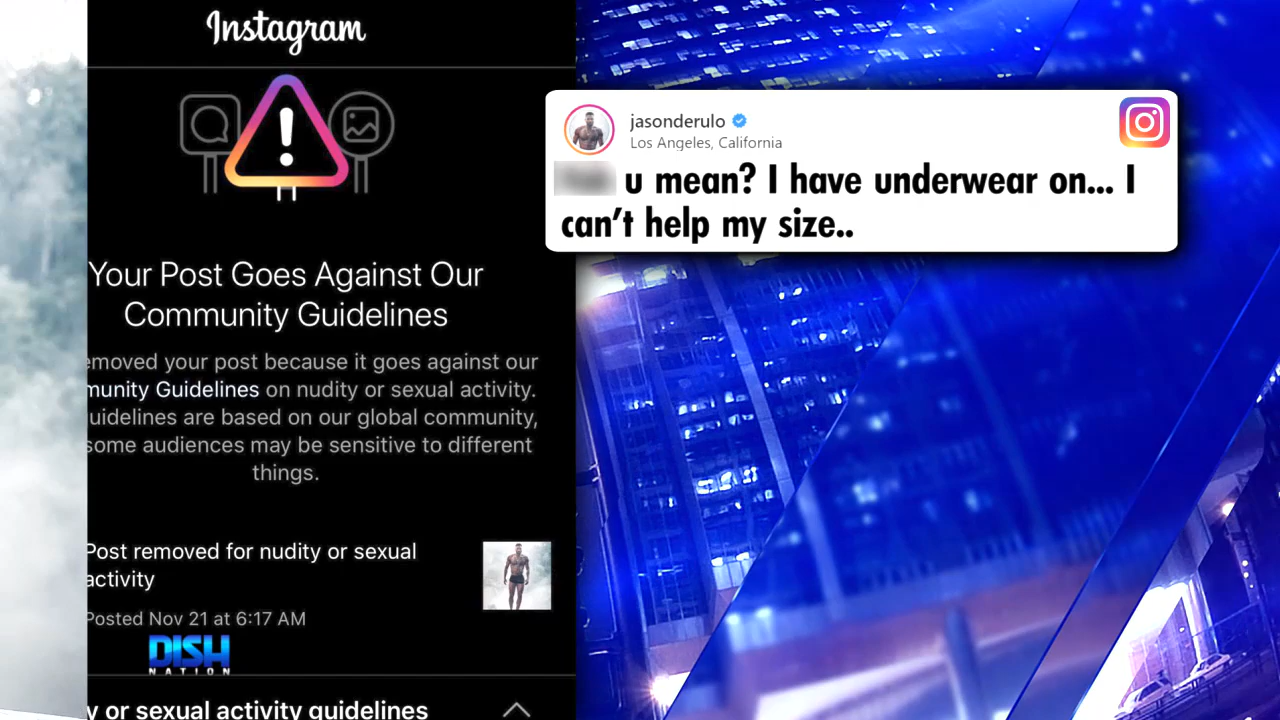 Instagram
Your Post Goes Against Our
Community Guidelines
emoved your post because it goes against our
munity Guidelines on nudity or sexual activity.
uidelines are based on our global community,
some audiences may be sensitive to different
things.
Post removed for nudity or sexual
activity
Posted Nov 21 at 6:17 AM
DISH
NATION
y or sexual activity guidelines
jasonderulo
Los Angeles, California
u mean? I have underwear on... I
can't help my size..